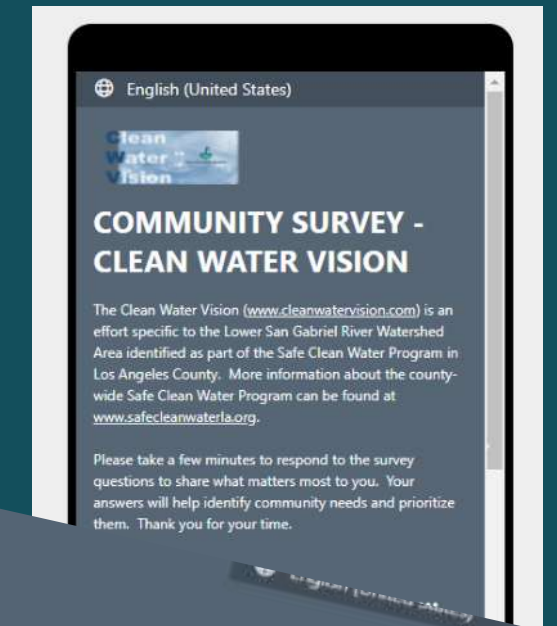 English (United States)
Clean
Water
Vision
COMMUNITY SURVEY -
CLEAN WATER VISION
The Clean Water Vision (www.cleanwatervision.com) is an
effort specific to the Lower San Gabriel River Watershed
Area identified as part of the Safe Clean Water Program in
Los Angeles County. More information about the county-
wide Safe Clean Water Program can be found at
www.safecleanwaterla.org.
Please take a few minutes to respond to the survey
questions to share what matters most to you. Your
answers will help identify community needs and prioritize
them. Thank you for your time.
English (United